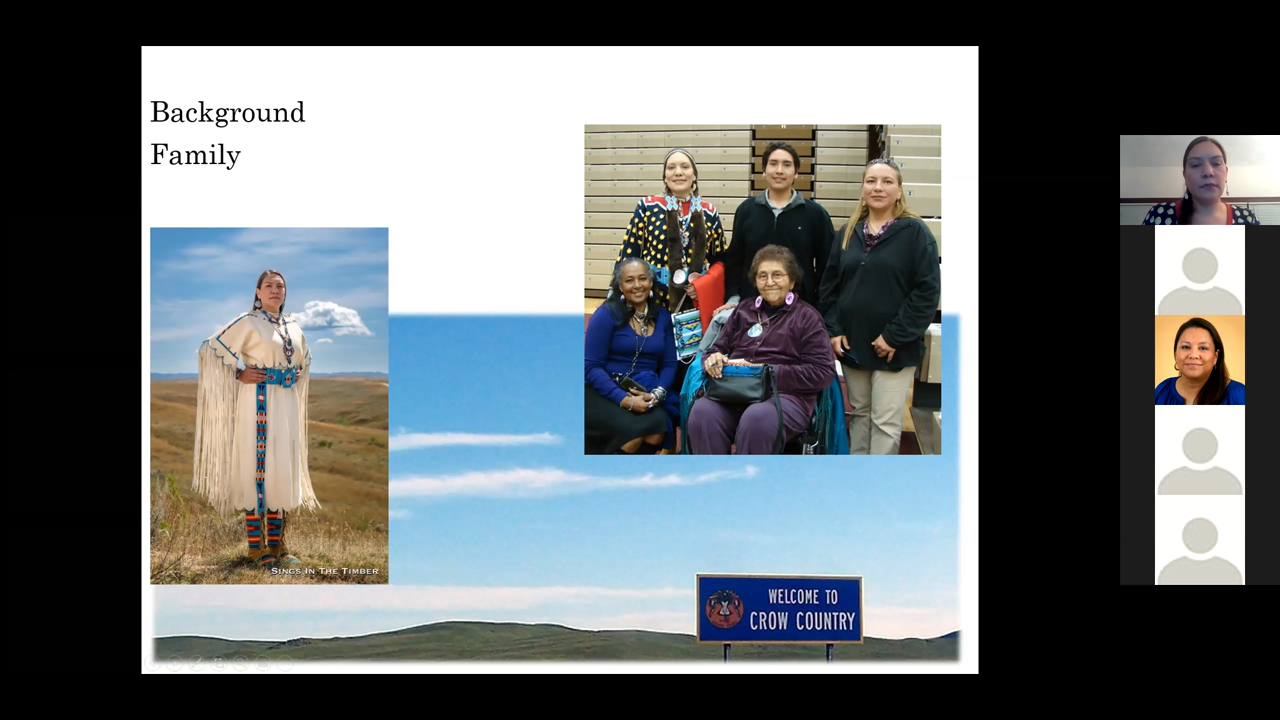 Background
Family
SINGS IN THE TIMBER
WELCOME TO
CROW COUNTRY